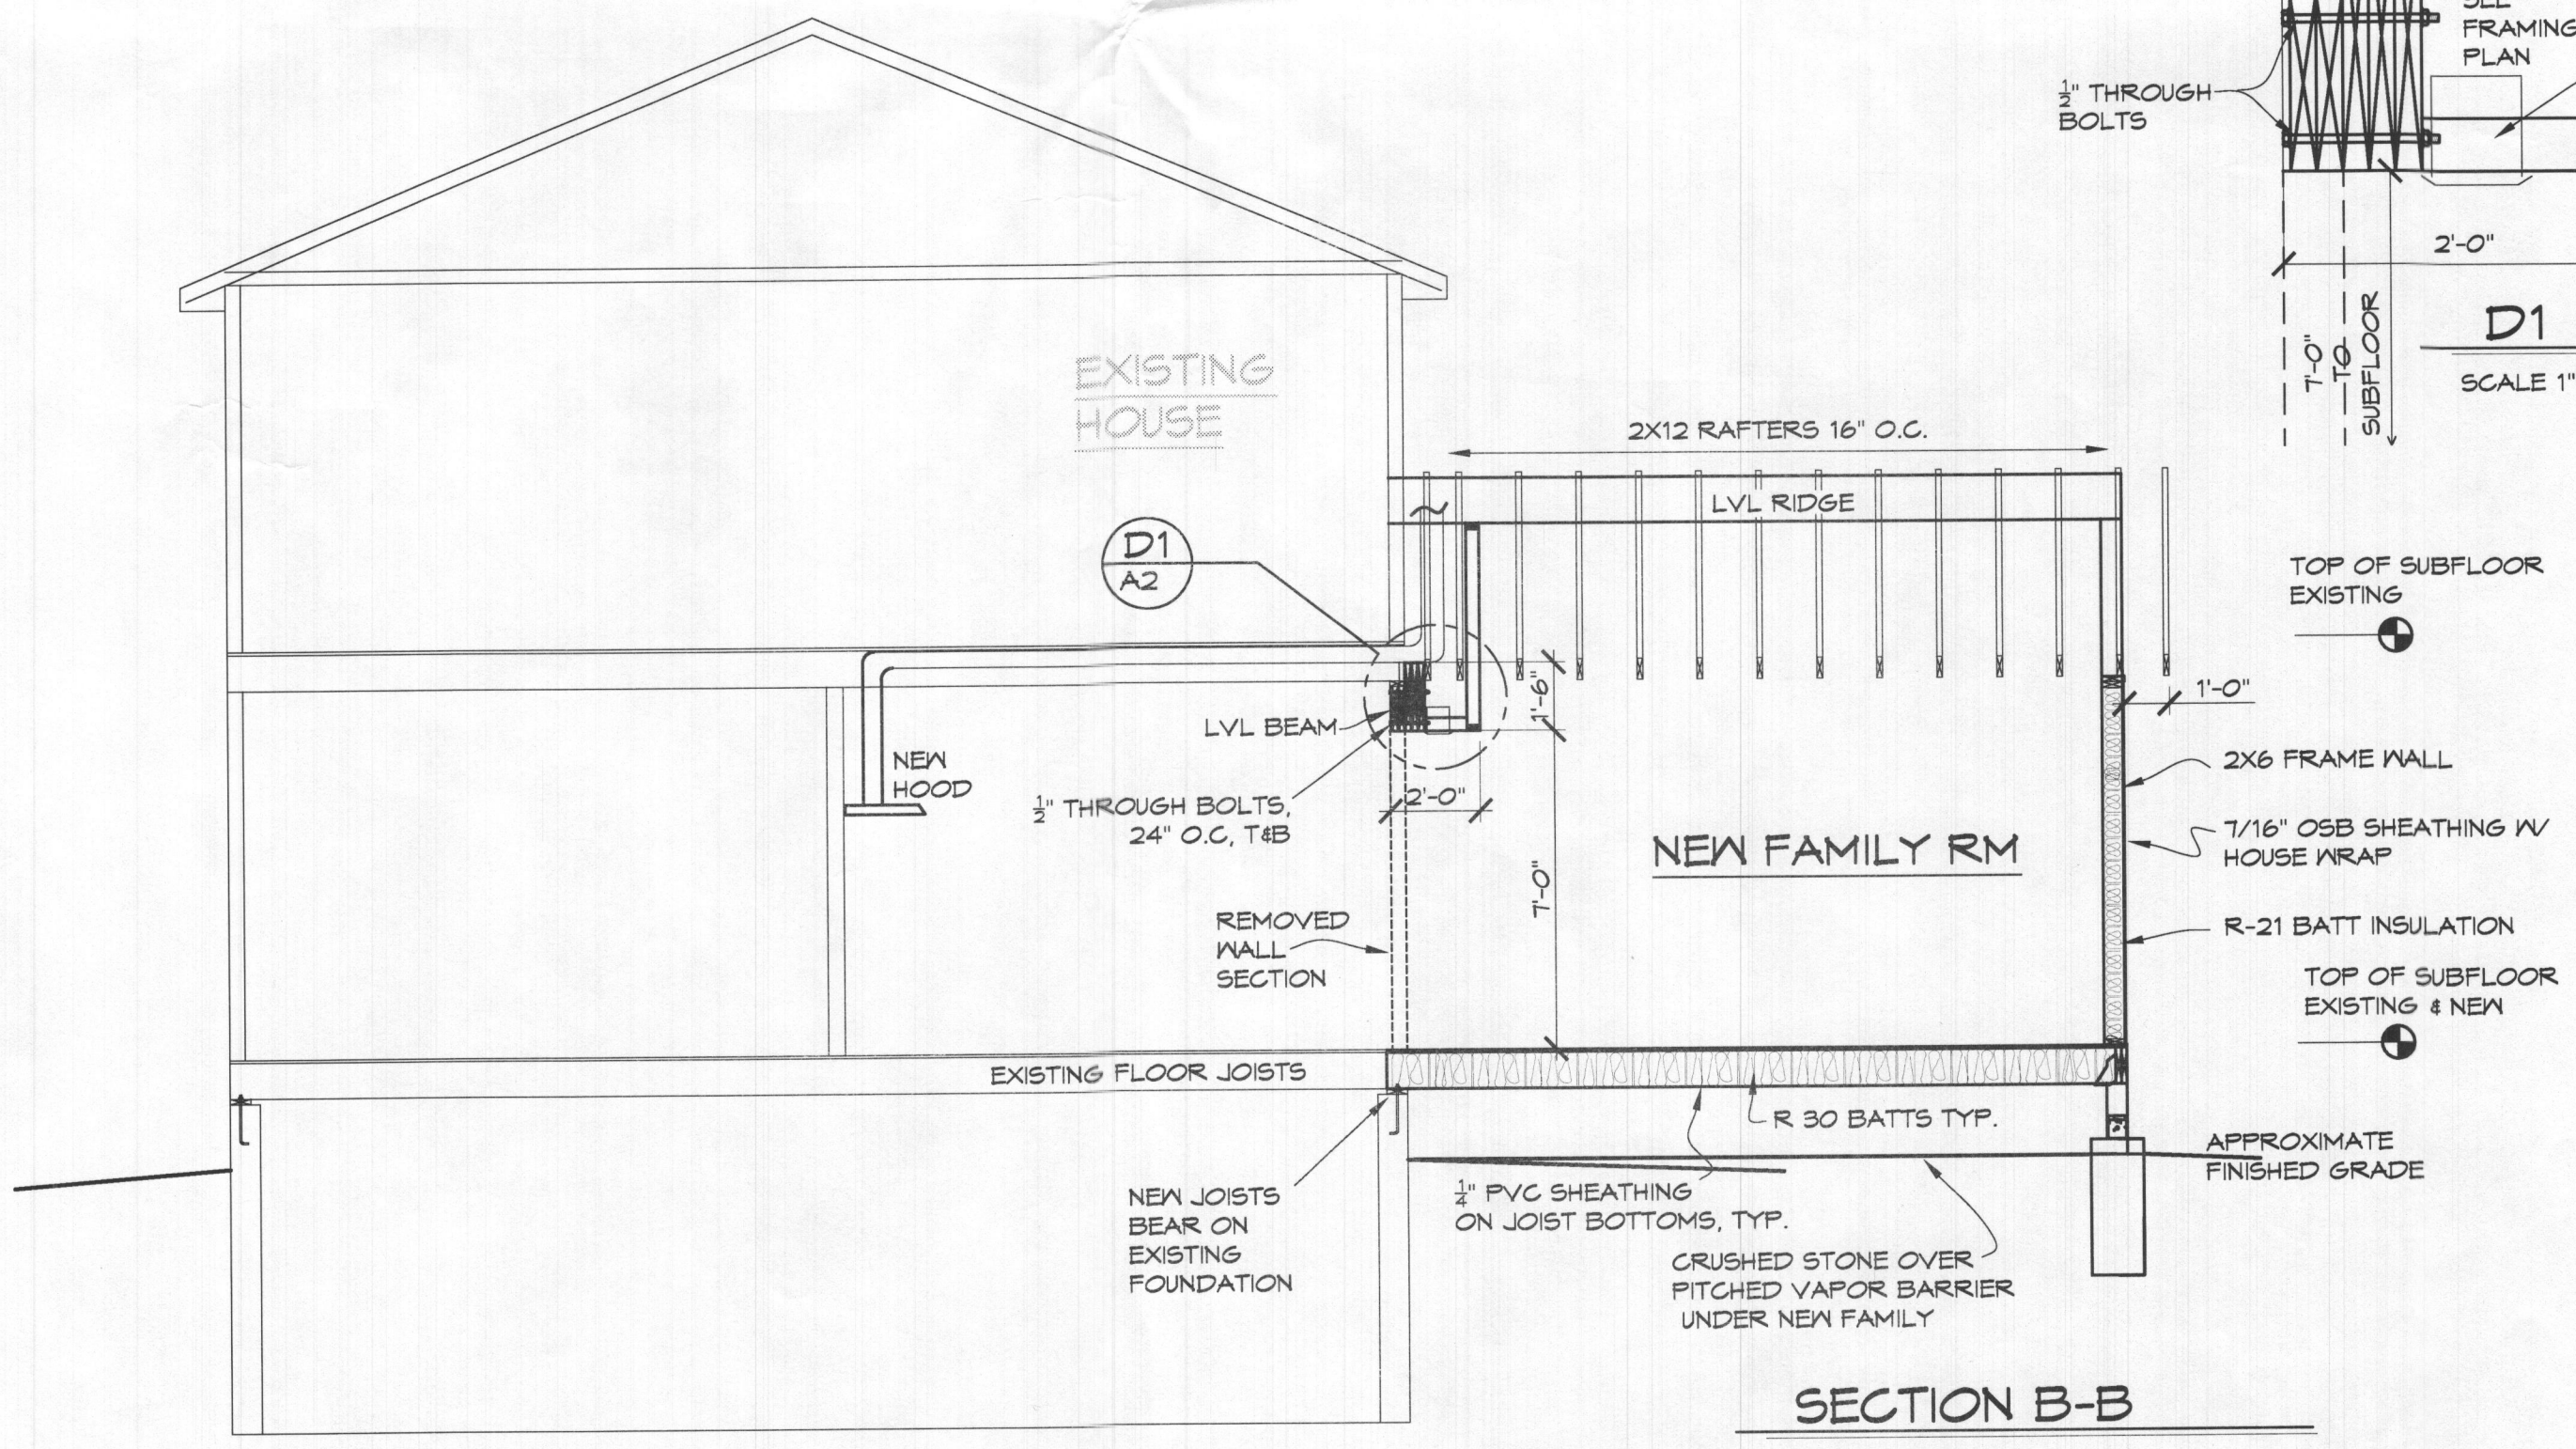 SEE
FRAMING
PLAN
½" THROUGH
BOLTS
2'-0"
7'-0"
TO
SUBFLOOR
D1
SCALE 1"
EXISTING
HOUSE
2X12 RAFTERS 16" O.C.
LVL RIDGE
D1
A2
TOP OF SUBFLOOR
EXISTING
1'-6"
1'-0"
LVL BEAM
NEW
HOOD
2X6 FRAME WALL
½" THROUGH BOLTS,
24" O.C, T&B
2'-0"
NEW FAMILY RM
7/16" OSB SHEATHING W/
HOUSE WRAP
7'-0"
REMOVED
WALL
SECTION
R-21 BATT INSULATION
TOP OF SUBFLOOR
EXISTING & NEW
EXISTING FLOOR JOISTS
R 30 BATTS TYP.
APPROXIMATE
FINISHED GRADE
NEW JOISTS
BEAR ON
EXISTING
FOUNDATION
¼" PVC SHEATHING
ON JOIST BOTTOMS, TYP.
CRUSHED STONE OVER
PITCHED VAPOR BARRIER
UNDER NEW FAMILY
SECTION B-B